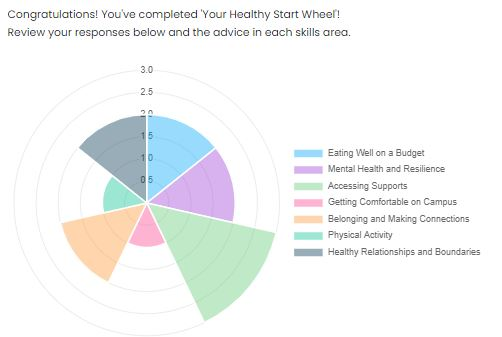 Congratulations! You've completed 'Your Healthy Start Wheel'!
Review your responses below and the advice in each skills area.
3.0
2.5
2.0
1.5
1.0
0.5
Eating Well on a Budget
Mental Health and Resilience
Accessing Supports
Getting Comfortable on Campus
Belonging and Making Connections
Physical Activity
Healthy Relationships and Boundaries